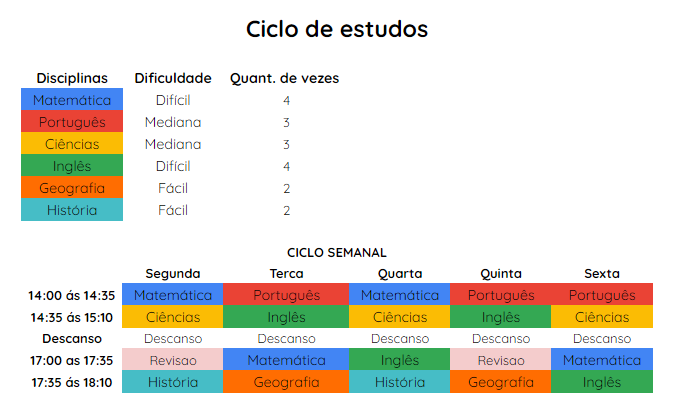 Ciclo de estudos
Disciplinas Dificuldade Quant. de vezes
Matemática Difícil 4
Português Mediana 3
Ciências Mediana 3
Inglês Difícil 4
Geografia Fácil 2
História Fácil 2
CICLO SEMANAL
Segunda Terca Quarta Quinta Sexta
14:00 ás 14:35 Matemática Português Matemática Português Português
14:35 ás 15:10 Ciências Inglês Ciências Inglês Ciências
Descanso Descanso Descanso Descanso Descanso Descanso
17:00 ás 17:35 Revisao Matemática Inglês Revisao Matemática
17:35 ás 18:10 História Geografia História Geografia Inglês